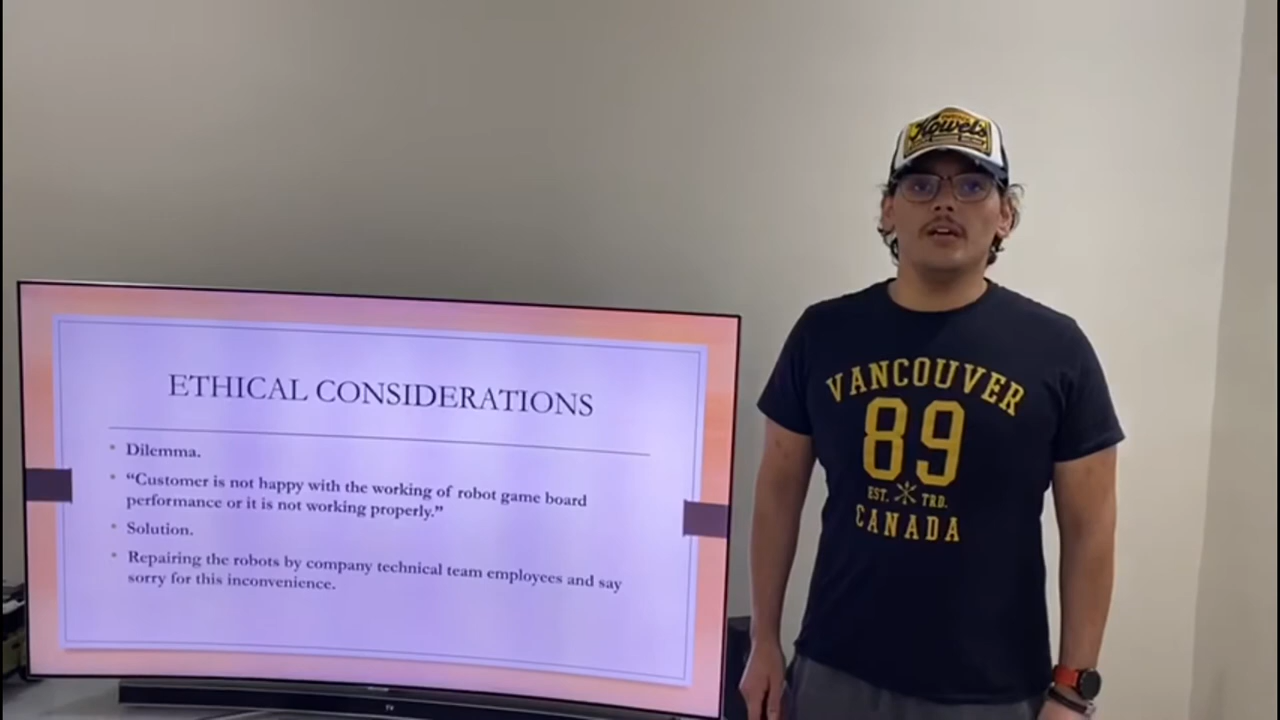 Howel's
ETHICAL CONSIDERATIONS
Dilemma.
“Customer is not happy with the working of robot game board
performance or it is not working properly.”
Solution.
Repairing the robots by company technical team employees and say
sorry for this inconvenience.
VANCOUVER
89
EST. TRD.
CANADA